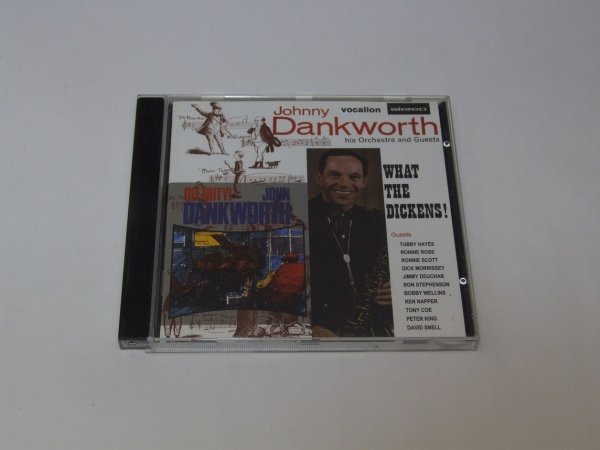 Johnny vocalion stereo
Dankworth
his Orchestra and Guests
WHAT
THE
DICKENS!
JOHN
DANKWORTH
Guests
TUBBY HAYES
RONNIE ROSS
RONNIE SCOTT
DICK MORRISSEY
JIMMY DEUCHAR
RON STEPHENSON
BOBBY WELLINS
KEN NAPPER
TONY COE
PETER KING
DAVID SNELL